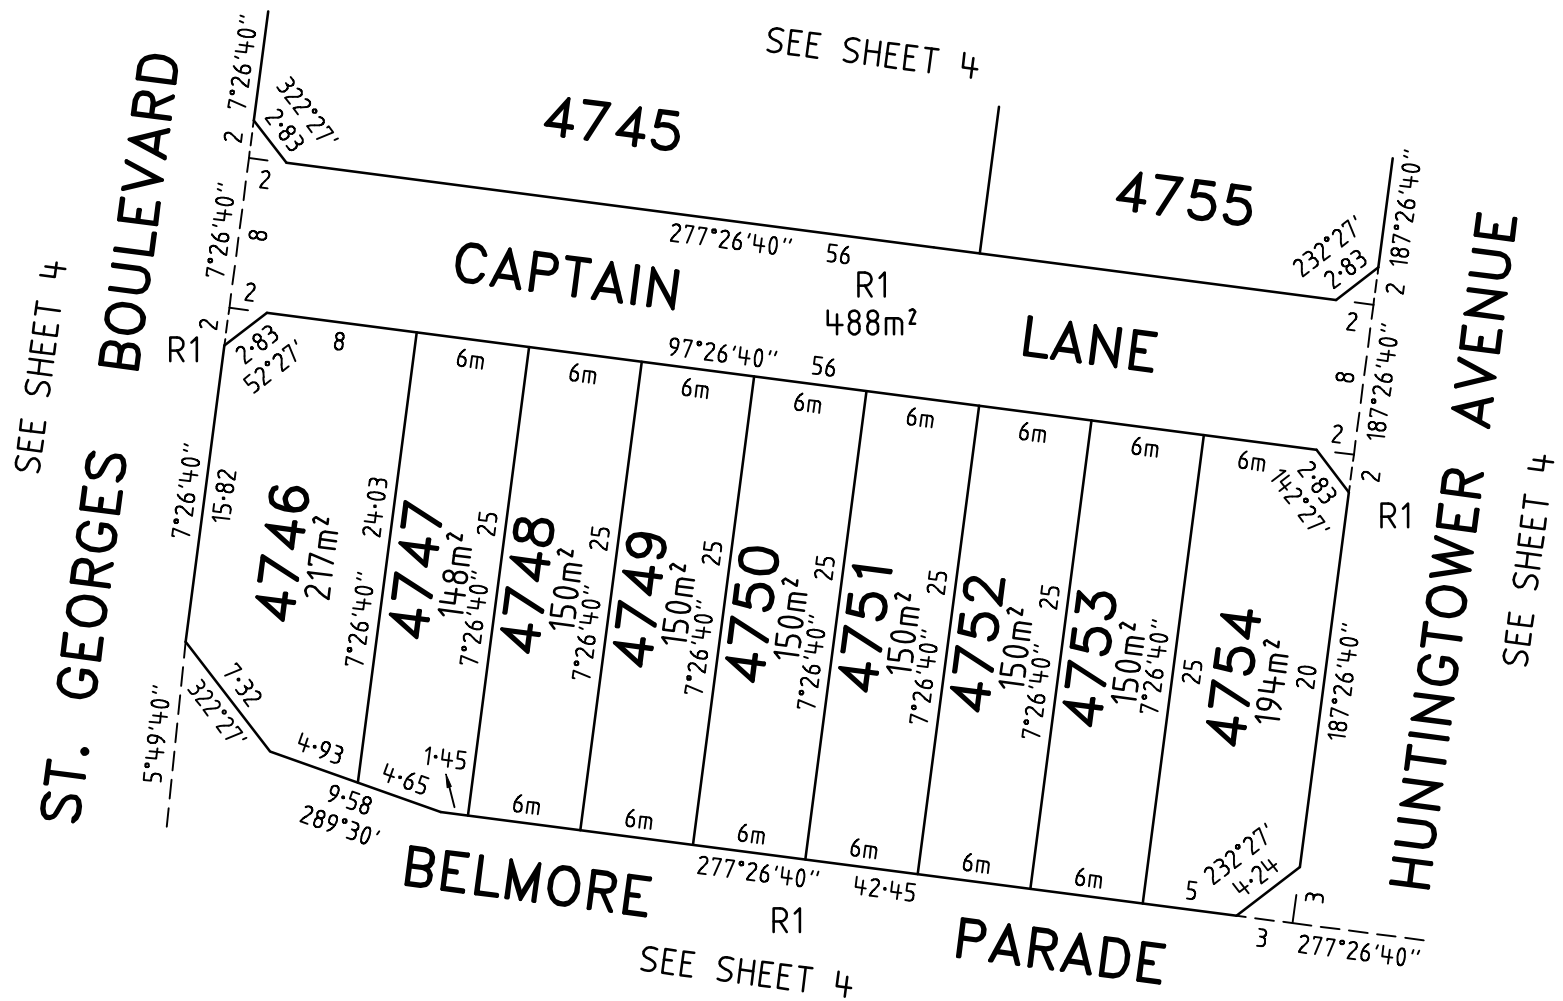 SEE SHEET 4
7°26'40"
322°27'
2·83
2
2
4745
4755
BOULEVARD
7°26'40"
8
2
2
R1
2·83
52°27'
277°26'40" 56
CAPTAIN LANE
R1
488m²
97°26'40" 56
232°27'
2·83
187°26'40"
2
2
8
187°26'40"
2
2
2·83
142°27'
R1
SEE SHEET 4
ST. GEORGES
8
6m
6m
6m
6m
6m
6m
6m
6m
7°26'40"
15·82
4746
217m²
24·03
7°26'40"
4747
148m²
25
7°26'40"
4748
150m²
25
7°26'40"
4749
150m²
25
7°26'40"
4750
150m²
25
7°26'40"
4751
150m²
25
7°26'40"
4752
150m²
25
7°26'40"
4753
150m²
25
7°26'40"
4754
194m²
20
187°26'40"
HUNTINGTOWER AVENUE
SEE SHEET 4
7·32
322°27'
5°49'40"
4·93
4·65
1·45
9·58
289°30'
6m
6m
6m
6m
6m
6m
5
232°27'
4·24
3
3
277°26'40"
277°26'40" 42·45
BELMORE PARADE
R1
SEE SHEET 4